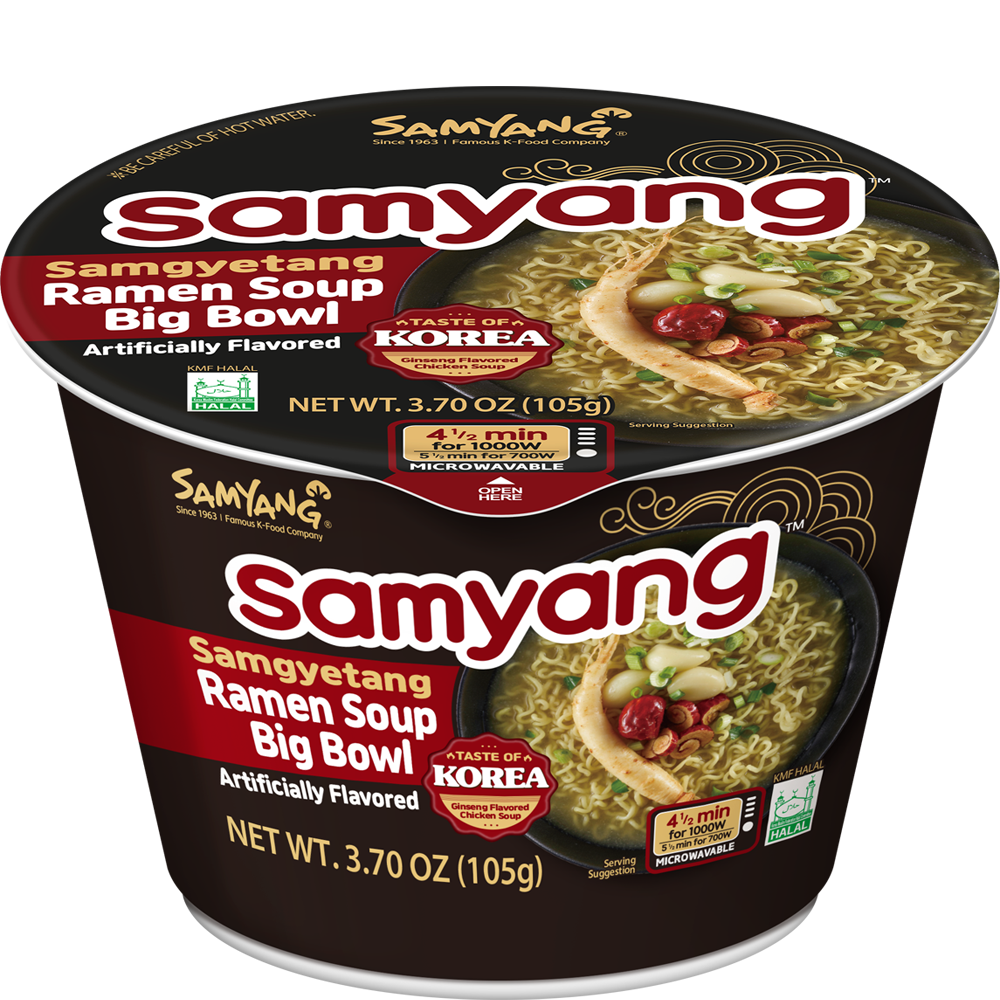 ※ BE CAREFUL OF HOT WATER.
SAMYANG®
Since 1963 | Famous K-Food Company
samyang™
Samgyetang
Ramen Soup
Big Bowl
Artificially Flavored
TASTE OF
KOREA
Ginseng Flavored
Chicken Soup
KMF HALAL
HALAL
NET WT. 3.70 OZ (105g)
Serving Suggestion
4 1/2 min
for 1000W
5 1/2 min for 700W
MICROWAVABLE
OPEN
HERE
SAMYANG®
Since 1963 | Famous K-Food Company
samyang™
Samgyetang
Ramen Soup
Big Bowl
Artificially Flavored
TASTE OF
KOREA
Ginseng Flavored
Chicken Soup
NET WT. 3.70 OZ (105g)
Serving
Suggestion
4 1/2 min
for 1000W
5 1/2 min for 700W
MICROWAVABLE
KMF HALAL
HALAL